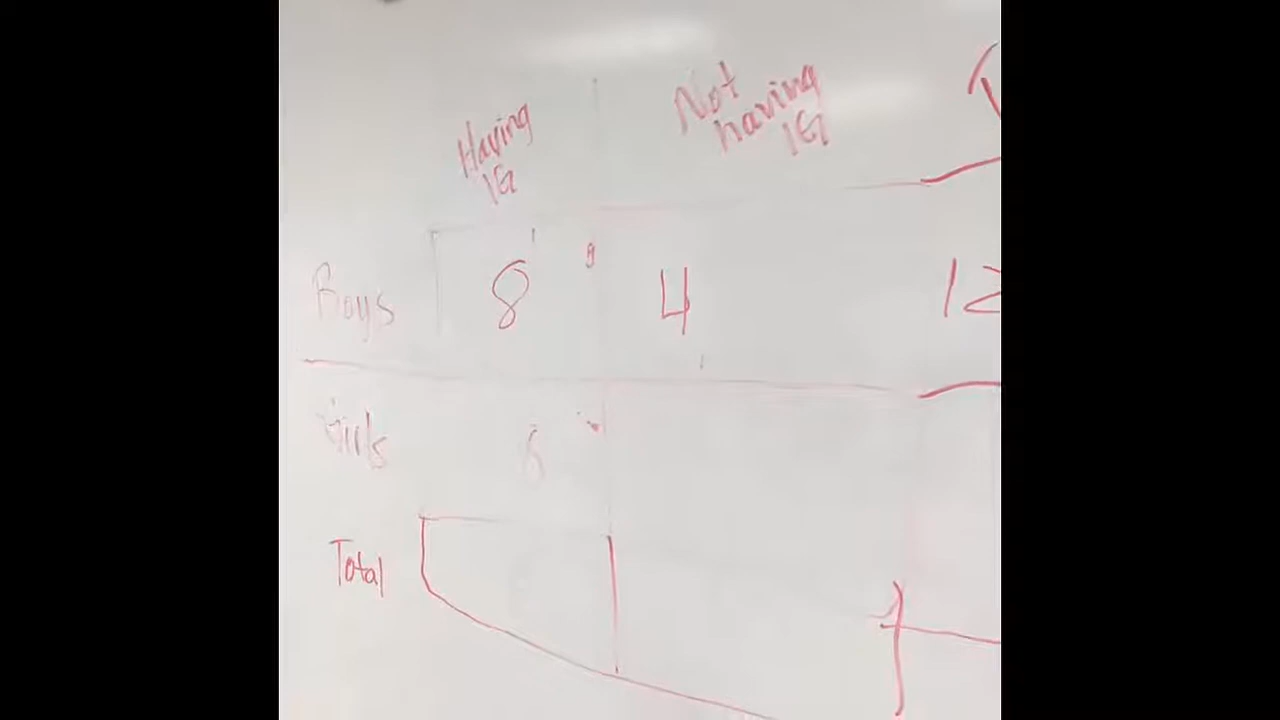 Not
Having
having
IG
IG
Boys 8 4 12
Girls 6
Total